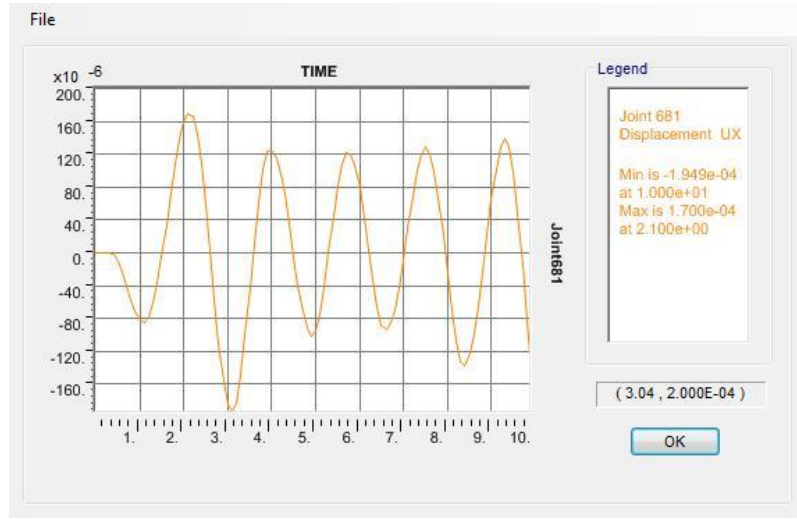 File
x10 -6
TIME
200.
160.
120.
80.
40.
0.
-40.
-80.
-120.
-160.
1. 2. 3. 4. 5. 6. 7. 8. 9. 10.
Joint681
Legend
Joint 681
Displacement UX
Min is -1.949e-04
at 1.000e+01
Max is 1.700e-04
at 2.100e+00
( 3.04 , 2.000E-04 )
OK